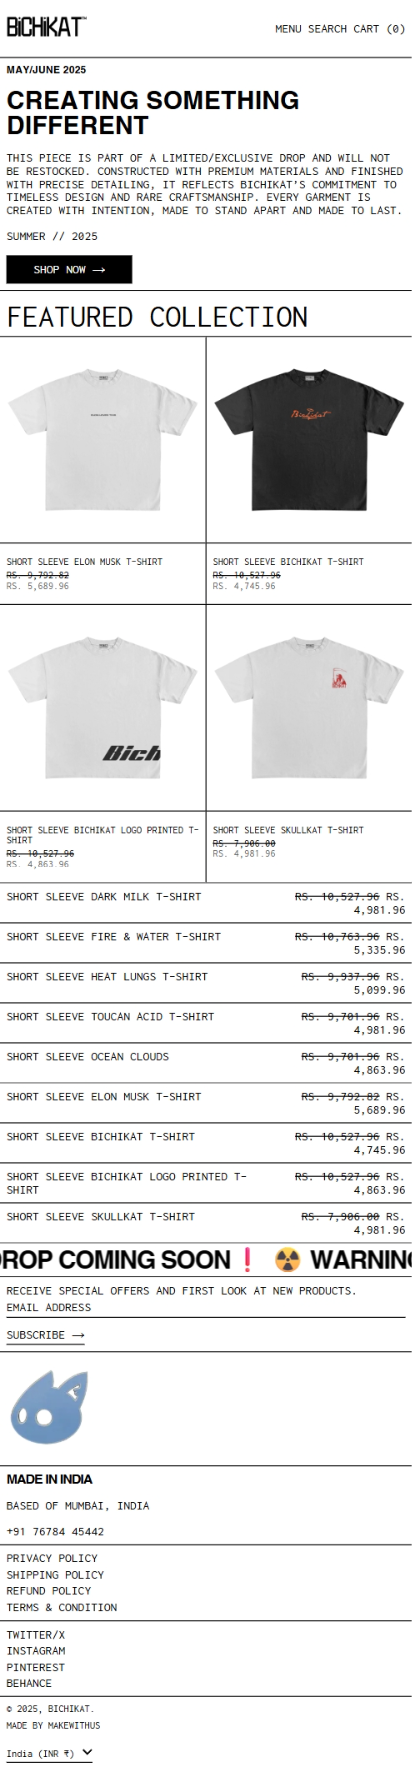 BiCHiKAT™
MENU SEARCH CART (0)
MAY/JUNE 2025
CREATING SOMETHING
DIFFERENT
THIS PIECE IS PART OF A LIMITED/EXCLUSIVE DROP AND WILL NOT
BE RESTOCKED. CONSTRUCTED WITH PREMIUM MATERIALS AND FINISHED
WITH PRECISE DETAILING, IT REFLECTS BICHIKAT'S COMMITMENT TO
TIMELESS DESIGN AND RARE CRAFTSMANSHIP. EVERY GARMENT IS
CREATED WITH INTENTION, MADE TO STAND APART AND MADE TO LAST.
SUMMER // 2025
SHOP NOW →
FEATURED COLLECTION
Bichikat
SHORT SLEEVE ELON MUSK T-SHIRT
RS. 9,792.82
RS. 5,689.96
SHORT SLEEVE BICHIKAT T-SHIRT
RS. 10,527.96
RS. 4,745.96
Bich
SHORT SLEEVE BICHIKAT LOGO PRINTED T-
SHIRT
RS. 10,527.96
RS. 4,863.96
SHORT SLEEVE SKULLKAT T-SHIRT
RS. 7,906.00
RS. 4,981.96
SHORT SLEEVE DARK MILK T-SHIRT RS. 10,527.96 RS.
4,981.96
SHORT SLEEVE FIRE & WATER T-SHIRT RS. 10,763.96 RS.
5,335.96
SHORT SLEEVE HEAT LUNGS T-SHIRT RS. 9,937.96 RS.
5,099.96
SHORT SLEEVE TOUCAN ACID T-SHIRT RS. 9,701.96 RS.
4,981.96
SHORT SLEEVE OCEAN CLOUDS RS. 9,701.96 RS.
4,863.96
SHORT SLEEVE ELON MUSK T-SHIRT RS. 9,792.82 RS.
5,689.96
SHORT SLEEVE BICHIKAT T-SHIRT RS. 10,527.96 RS.
4,745.96
SHORT SLEEVE BICHIKAT LOGO PRINTED T- RS. 10,527.96 RS.
SHIRT 4,863.96
SHORT SLEEVE SKULLKAT T-SHIRT RS. 7,906.00 RS.
4,981.96
DROP COMING SOON❗ ☢️ WARNING
RECEIVE SPECIAL OFFERS AND FIRST LOOK AT NEW PRODUCTS.
EMAIL ADDRESS
SUBSCRIBE →
MADE IN INDIA
BASED OF MUMBAI, INDIA
+91 76784 45442
PRIVACY POLICY
SHIPPING POLICY
REFUND POLICY
TERMS & CONDITION
TWITTER/X
INSTAGRAM
PINTEREST
BEHANCE
© 2025, BICHIKAT.
MADE BY MAKEWITHUS
India (INR ₹)